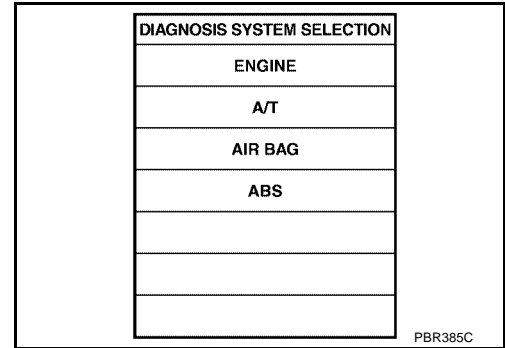 DIAGNOSIS SYSTEM SELECTION
ENGINE
A/T
AIR BAG
ABS
PBR385C